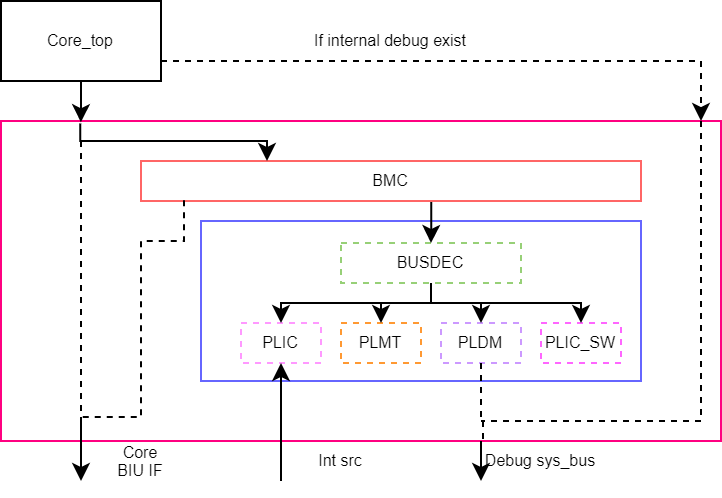 Core_top
If internal debug exist
BMC
BUSDEC
PLIC
PLMT
PLDM
PLIC_SW
Core
BIU IF
Int src
Debug sys_bus